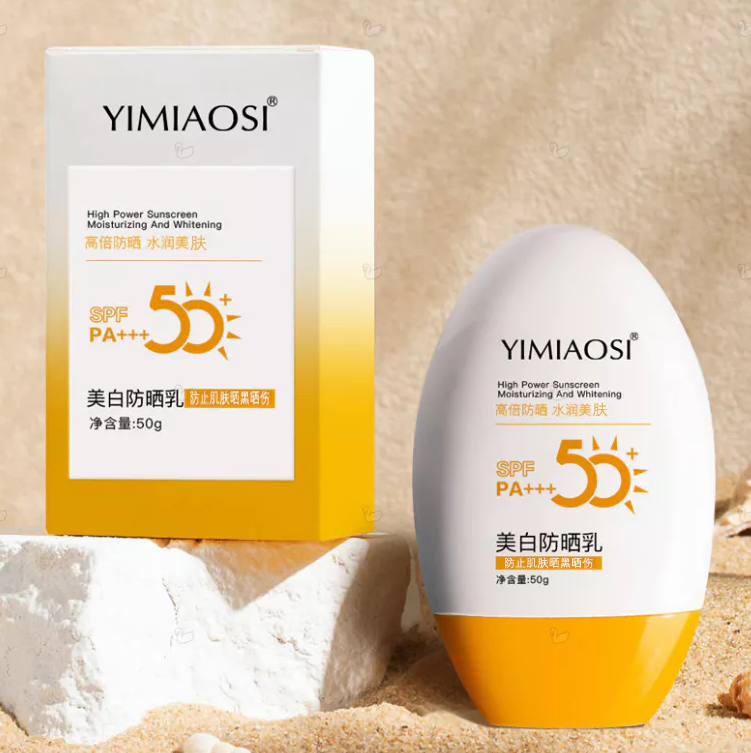 YIMIAOSI®
High Power Sunscreen
Moisturizing And Whitening
高倍防晒 水润美肤
SPF
PA+++ 50+
美白防晒乳 防止肌肤晒黑晒伤
净含量:50g
YIMIAOSI®
High Power Sunscreen
Moisturizing And Whitening
高倍防晒 水润美肤
SPF
PA+++ 50+
美白防晒乳
防止肌肤晒黑晒伤
净含量:50g